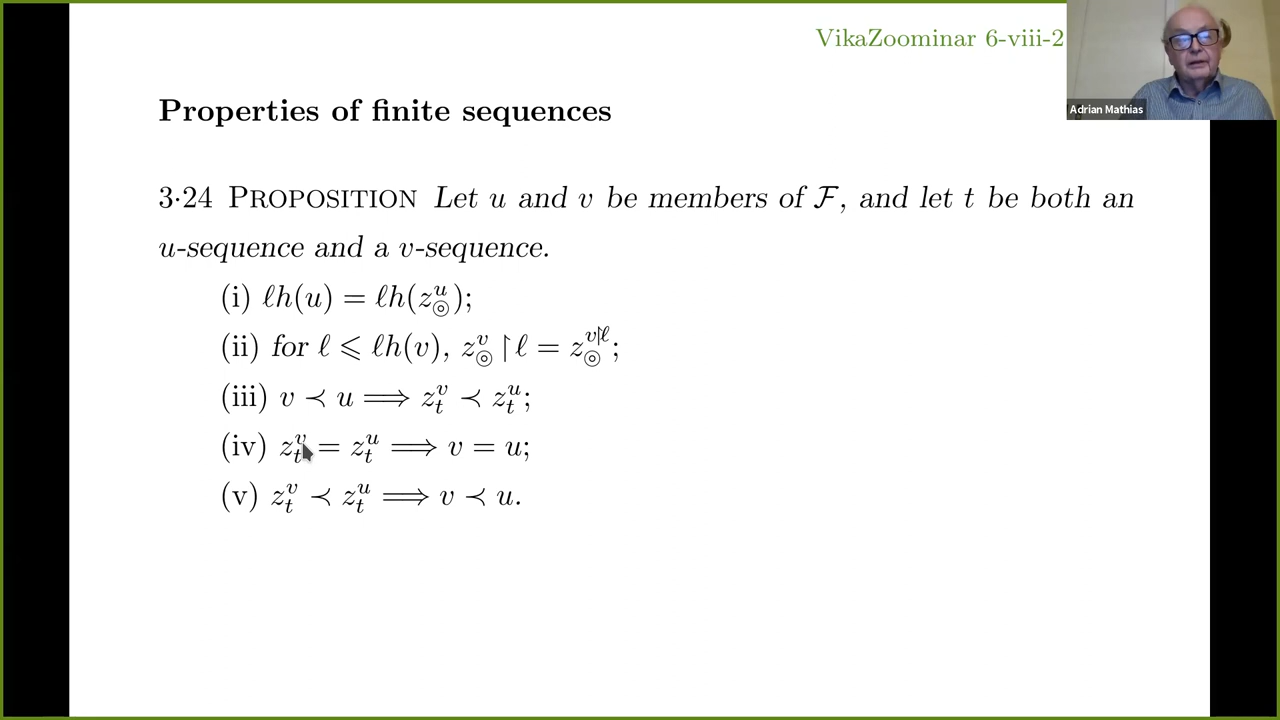 VikaZoominar 6-viii-2
Adrian Mathias
Properties of finite sequences
3·24 PROPOSITION Let u and v be members of ℱ, and let t be both an
u-sequence and a v-sequence.
(i) ℓh(u) = ℓh(z^u_⊚);
(ii) for ℓ ⩽ ℓh(v), z^v_⊚ ↾ ℓ = z^{v↾ℓ}_⊚;
(iii) v ≺ u ⟹ z^v_t ≺ z^u_t;
(iv) z^v_t = z^u_t ⟹ v = u;
(v) z^v_t ≺ z^u_t ⟹ v ≺ u.